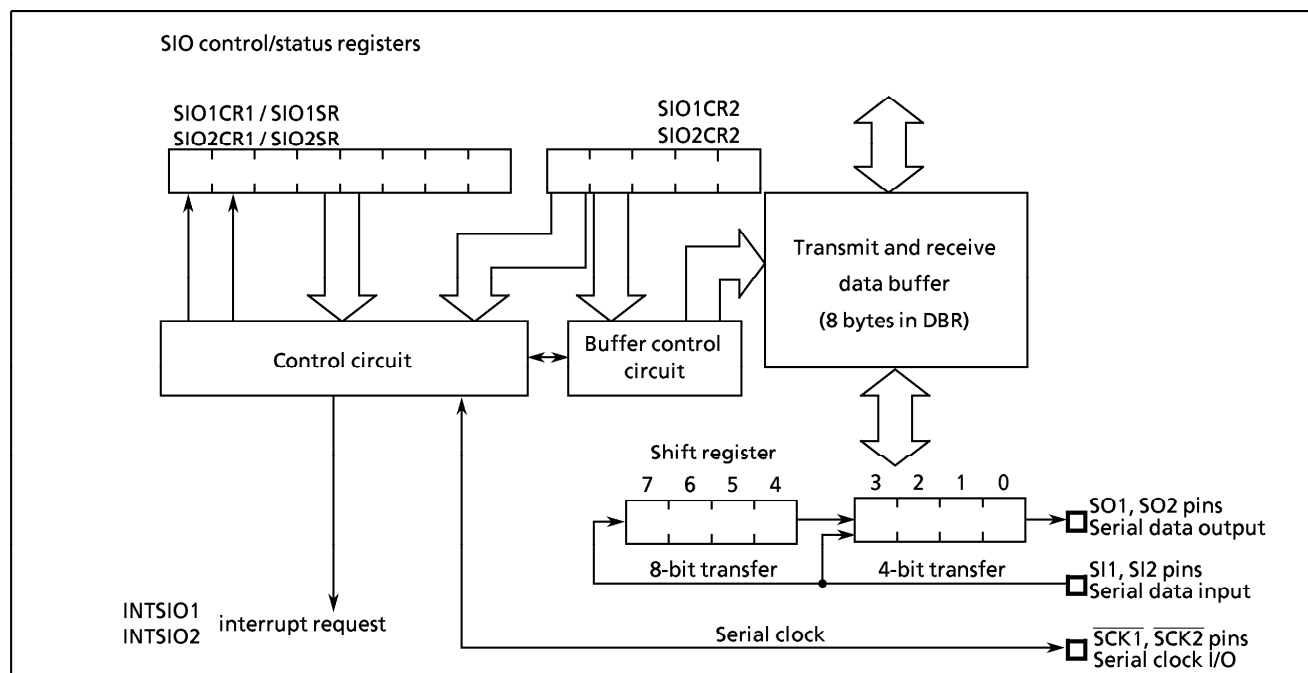 SIO control/status registers
SIO1CR1 / SIO1SR
SIO2CR1 / SIO2SR
SIO1CR2
SIO2CR2
Transmit and receive
data buffer
(8 bytes in DBR)
Control circuit
Buffer control
circuit
Shift register
7 6 5 4
3 2 1 0
SO1, SO2 pins
Serial data output
8-bit transfer
4-bit transfer
SI1, SI2 pins
Serial data input
INTSIO1
INTSIO2
interrupt request
Serial clock
S̅C̅K̅1̅, S̅C̅K̅2̅ pins
Serial clock I/O